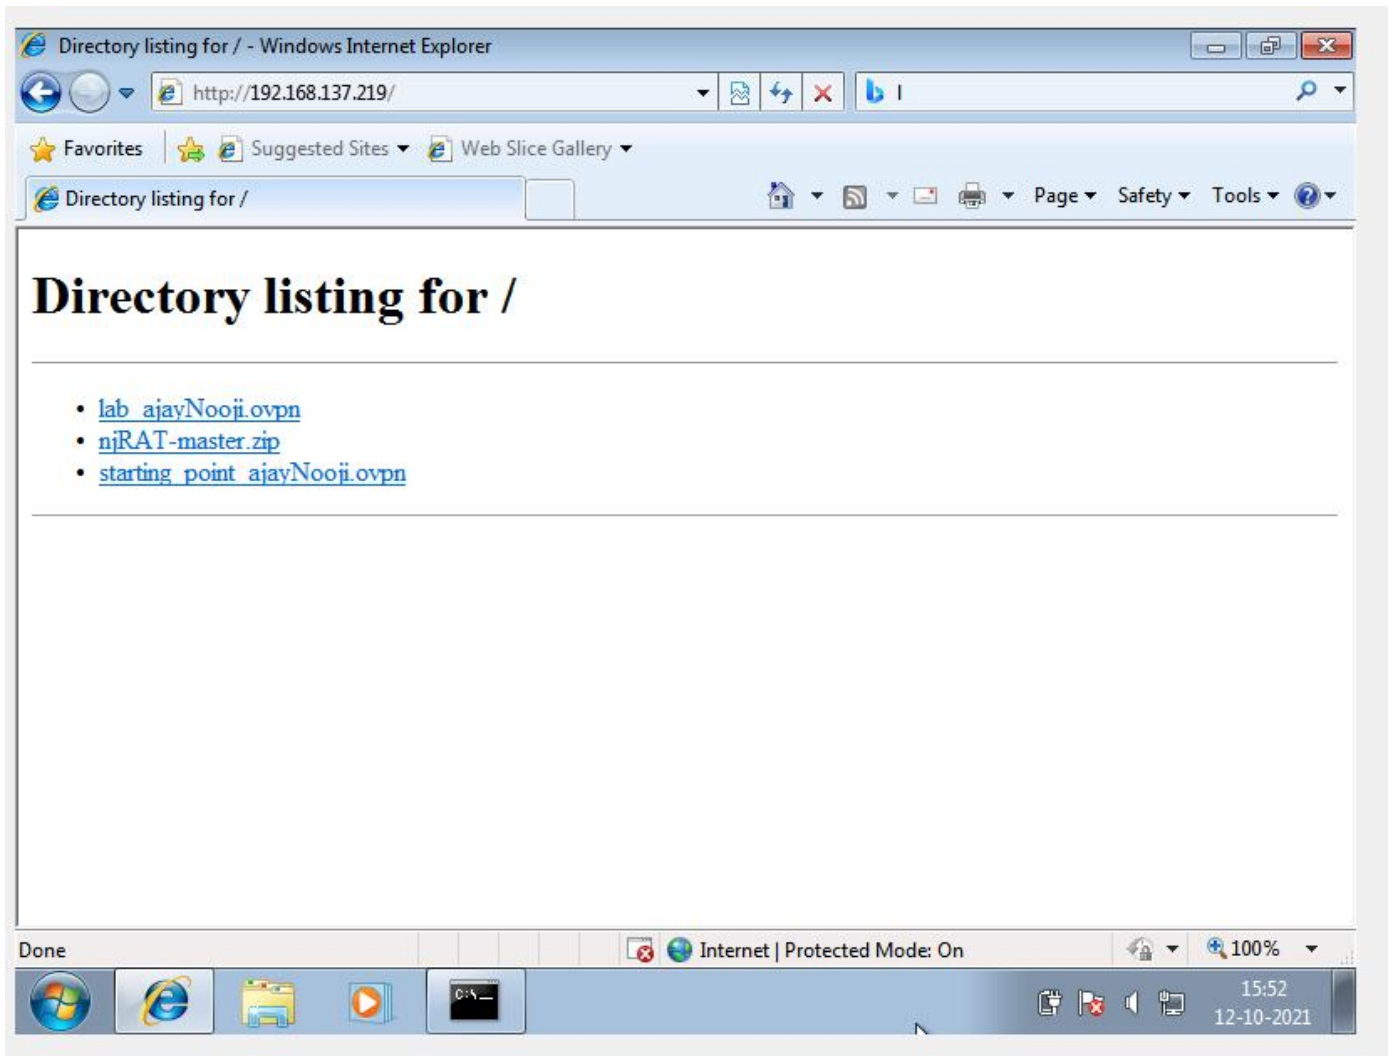 Directory listing for / - Windows Internet Explorer
http://192.168.137.219/
Favorites Suggested Sites Web Slice Gallery
Directory listing for / Page Safety Tools
Directory listing for /
lab_ajayNooji.ovpn
njRAT-master.zip
starting_point_ajayNooji.ovpn
Done Internet | Protected Mode: On 100%
C:\_
15:52
12-10-2021